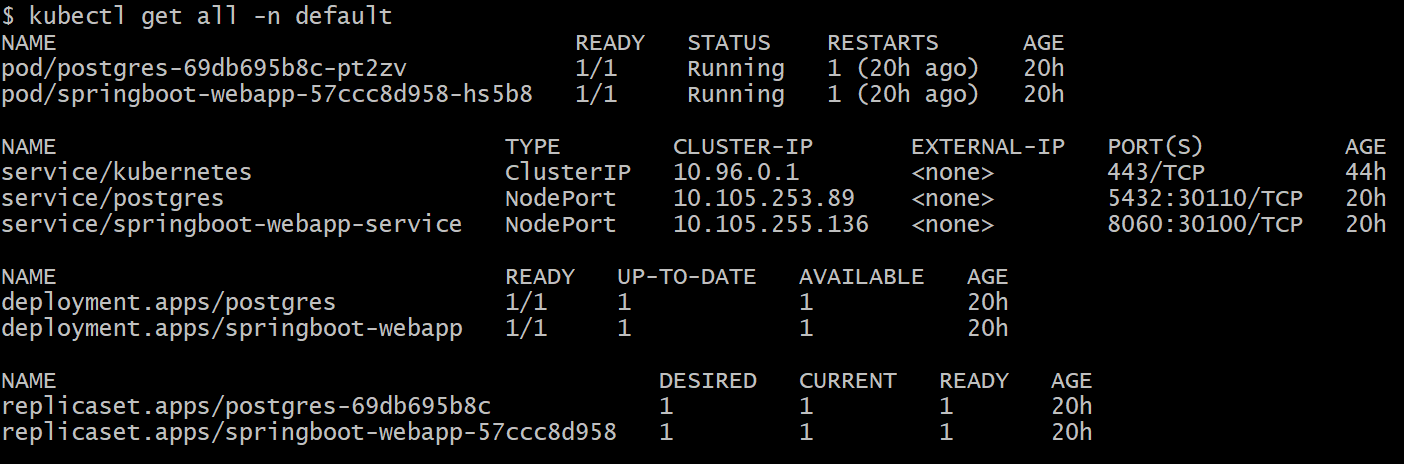 $ kubectl get all -n default
NAME READY STATUS RESTARTS AGE
pod/postgres-69db695b8c-pt2zv 1/1 Running 1 (20h ago) 20h
pod/springboot-webapp-57ccc8d958-hs5b8 1/1 Running 1 (20h ago) 20h
NAME TYPE CLUSTER-IP EXTERNAL-IP PORT(S) AGE
service/kubernetes ClusterIP 10.96.0.1 <none> 443/TCP 44h
service/postgres NodePort 10.105.253.89 <none> 5432:30110/TCP 20h
service/springboot-webapp-service NodePort 10.105.255.136 <none> 8060:30100/TCP 20h
NAME READY UP-TO-DATE AVAILABLE AGE
deployment.apps/postgres 1/1 1 1 20h
deployment.apps/springboot-webapp 1/1 1 1 20h
NAME DESIRED CURRENT READY AGE
replicaset.apps/postgres-69db695b8c 1 1 1 20h
replicaset.apps/springboot-webapp-57ccc8d958 1 1 1 20h